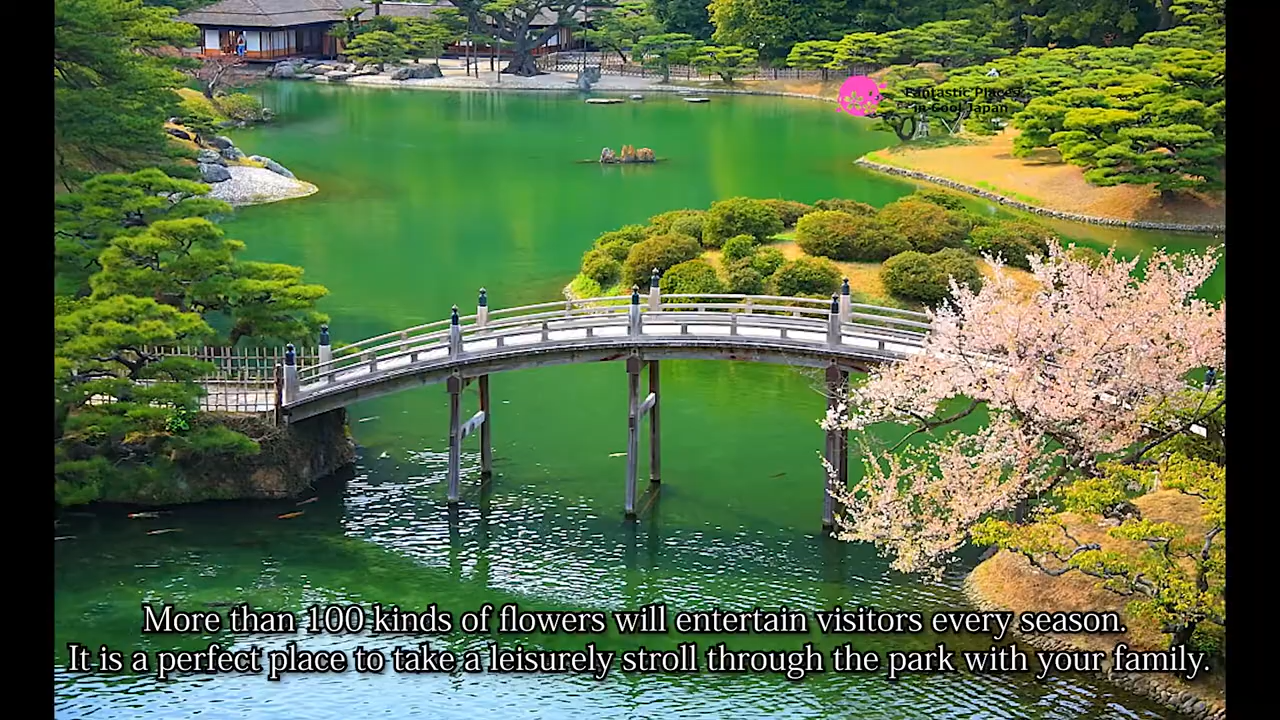 Fantastic Places
in Cool Japan
More than 100 kinds of flowers will entertain visitors every season.
It is a perfect place to take a leisurely stroll through the park with your family.